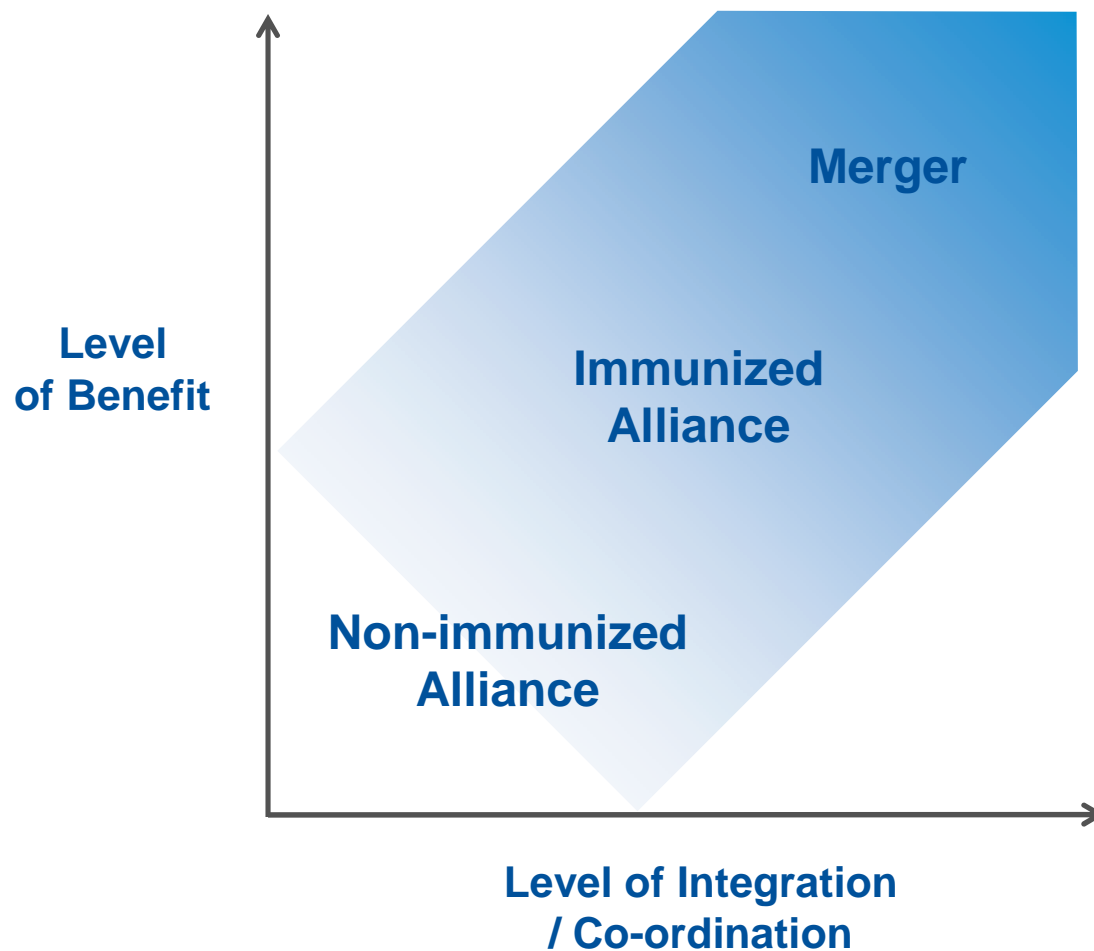 Merger
Level
of Benefit
Immunized
Alliance
Non-immunized
Alliance
Level of Integration
/ Co-ordination